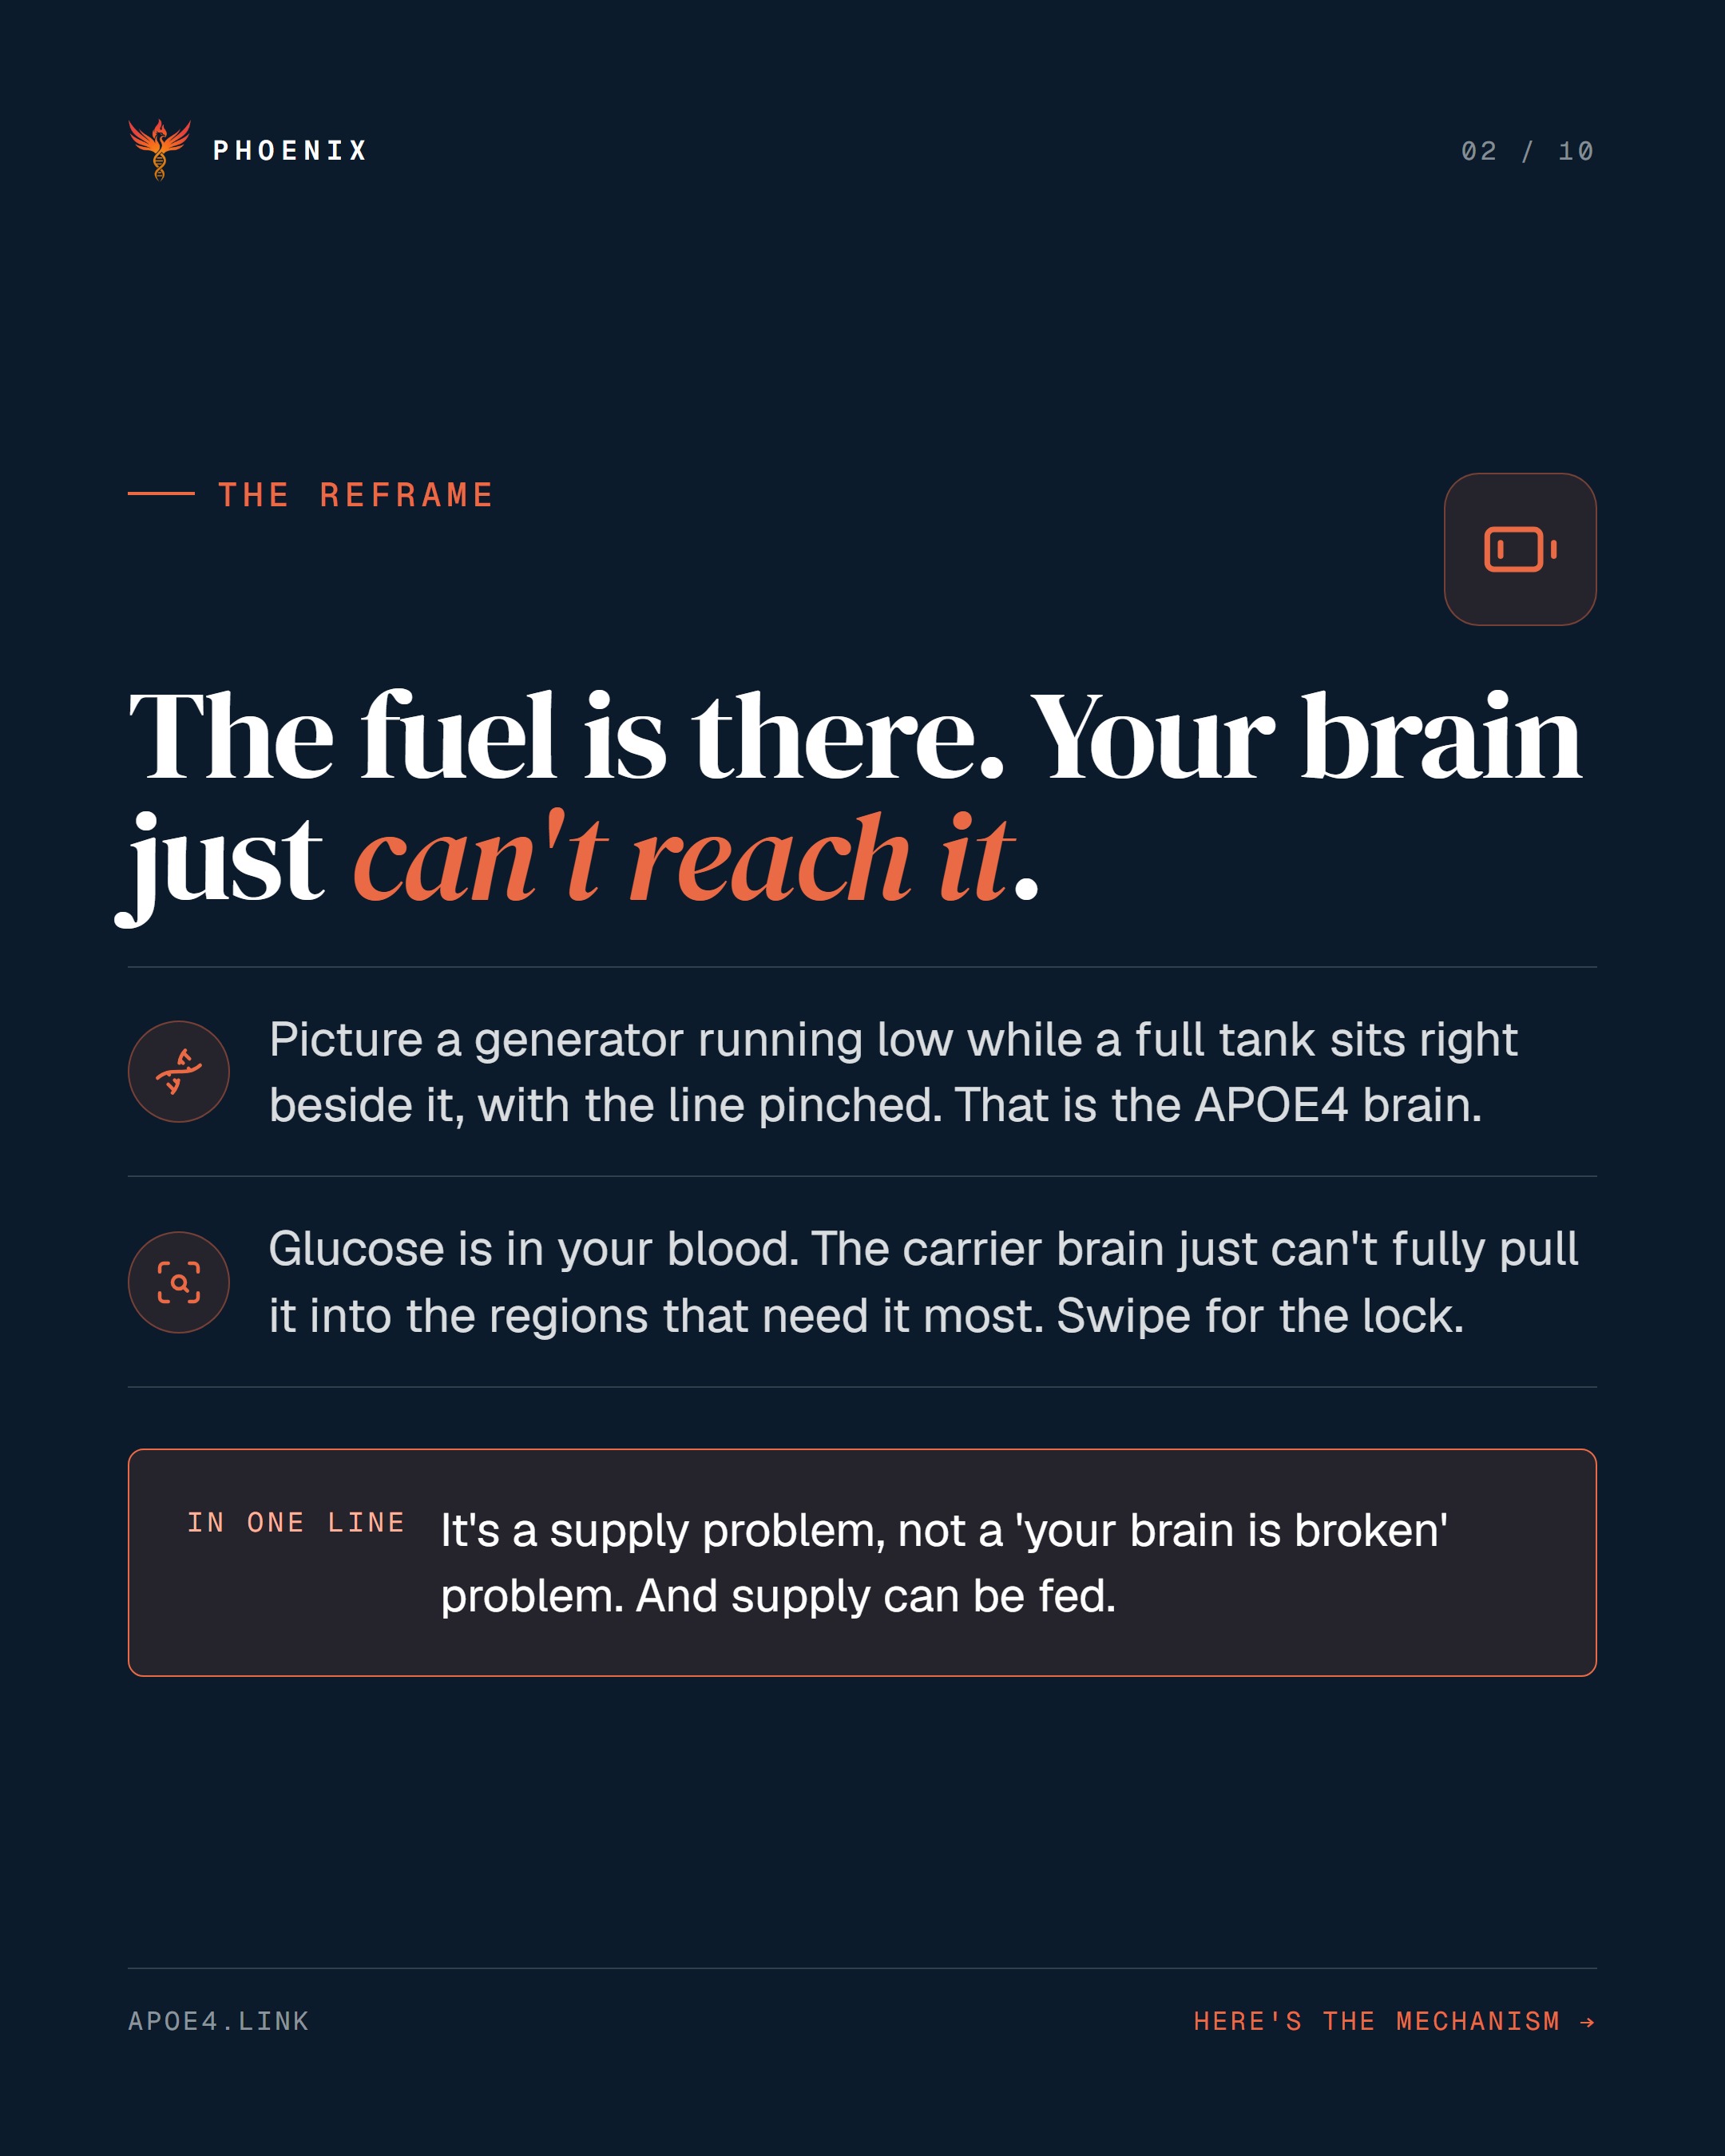 PHOENIX
02 / 10
THE REFRAME
The fuel is there. Your brain
just can't reach it.
Picture a generator running low while a full tank sits right
beside it, with the line pinched. That is the APOE4 brain.
Glucose is in your blood. The carrier brain just can't fully pull
it into the regions that need it most. Swipe for the lock.
IN ONE LINE
It's a supply problem, not a 'your brain is broken'
problem. And supply can be fed.
APOE4.LINK
HERE'S THE MECHANISM →